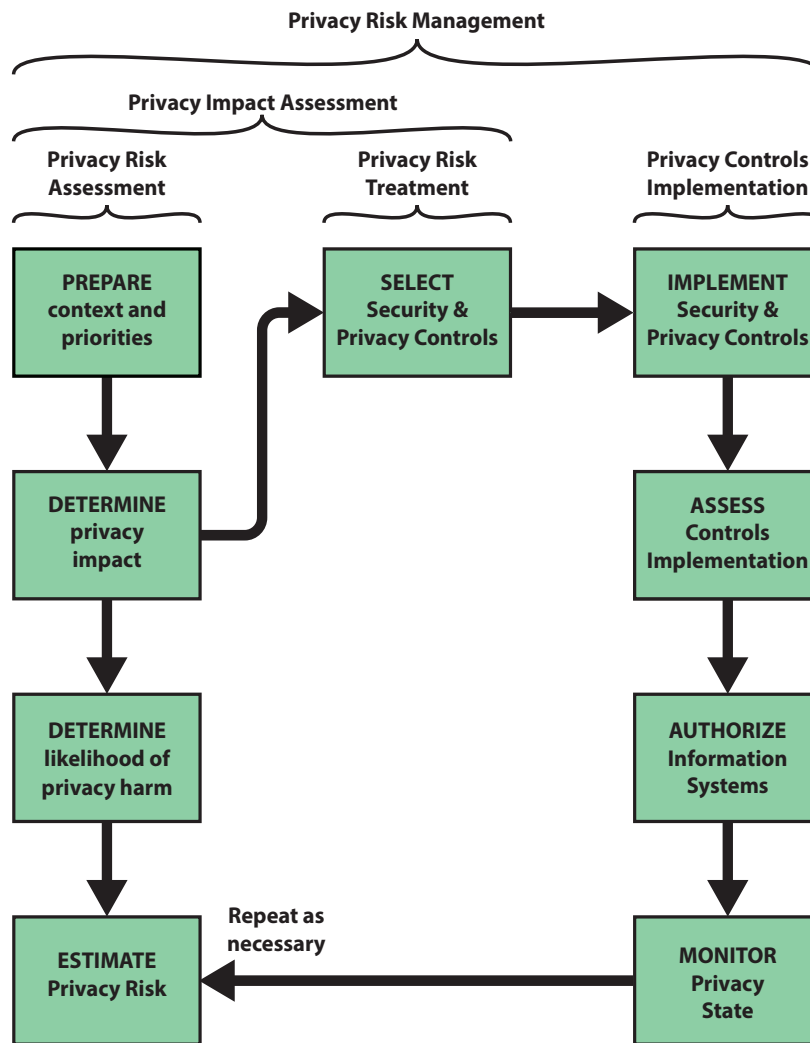 Privacy Risk Management
Privacy Impact Assessment
Privacy Risk
Assessment
Privacy Risk
Treatment
Privacy Controls
Implementation
PREPARE
context and
priorities
SELECT
Security &
Privacy Controls
IMPLEMENT
Security &
Privacy Controls
DETERMINE
privacy
impact
ASSESS
Controls
Implementation
DETERMINE
likelihood of
privacy harm
AUTHORIZE
Information
Systems
ESTIMATE
Privacy Risk
Repeat as
necessary
MONITOR
Privacy
State